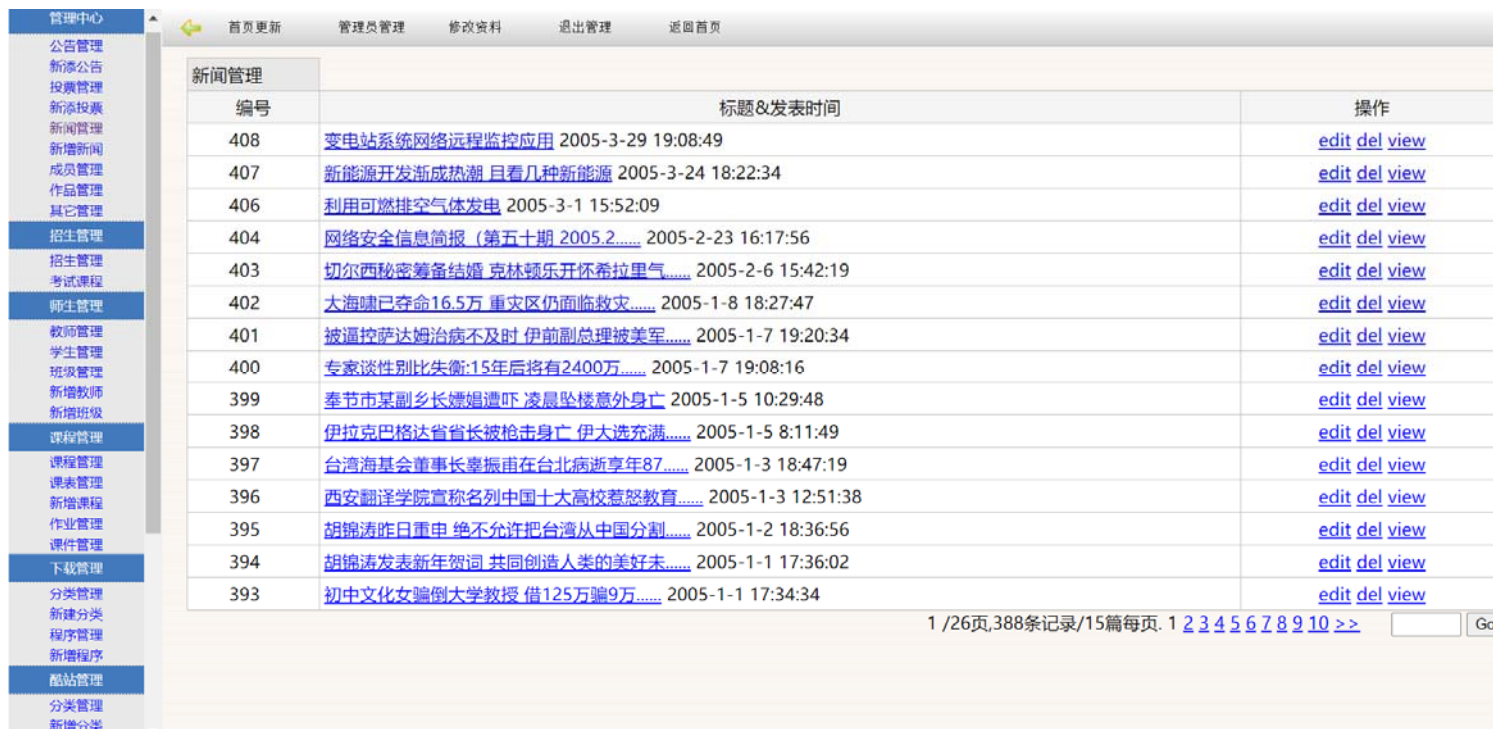 管理中心
公告管理
新添公告
投票管理
新添投票
新闻管理
新增新闻
成员管理
作品管理
其它管理
招生管理
招生管理
考试课程
师生管理
教师管理
学生管理
班级管理
新增教师
新增班级
课程管理
课程管理
课表管理
新增课程
作业管理
课件管理
下载管理
分类管理
新建分类
程序管理
新增程序
酷站管理
分类管理
新增分类
首页更新 管理员管理 修改资料 退出管理 返回首页
新闻管理
编号 标题&发表时间 操作
408 变电站系统网络远程监控应用 2005-3-29 19:08:49 edit del view
407 新能源开发渐成热潮 且看几种新能源 2005-3-24 18:22:34 edit del view
406 利用可燃排空气体发电 2005-3-1 15:52:09 edit del view
404 网络安全信息简报（第五十期 2005.2...... 2005-2-23 16:17:56 edit del view
403 切尔西秘密筹备结婚 克林顿乐开怀希拉里气...... 2005-2-6 15:42:19 edit del view
402 大海啸已夺命16.5万 重灾区仍面临救灾...... 2005-1-8 18:27:47 edit del view
401 被逼控萨达姆治病不及时 伊前副总理被美军...... 2005-1-7 19:20:34 edit del view
400 专家谈性别比失衡:15年后将有2400万...... 2005-1-7 19:08:16 edit del view
399 奉节市某副乡长嫖娼遭吓 凌晨坠楼意外身亡 2005-1-5 10:29:48 edit del view
398 伊拉克巴格达省省长被枪击身亡 伊大选充满...... 2005-1-5 8:11:49 edit del view
397 台湾海基会董事长辜振甫在台北病逝享年87...... 2005-1-3 18:47:19 edit del view
396 西安翻译学院宣称名列中国十大高校惹怒教育...... 2005-1-3 12:51:38 edit del view
395 胡锦涛昨日重申 绝不允许把台湾从中国分割...... 2005-1-2 18:36:56 edit del view
394 胡锦涛发表新年贺词 共同创造人类的美好未...... 2005-1-1 17:36:02 edit del view
393 初中文化女骗倒大学教授 借125万骗9万...... 2005-1-1 17:34:34 edit del view
1 /26页,388条记录/15篇每页. 1 2 3 4 5 6 7 8 9 10 >> Go